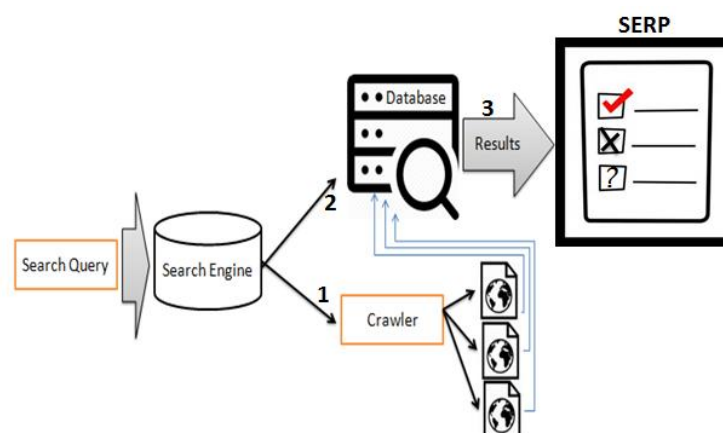 SERP
Database
3
Results
?
2
Search Query
Search Engine
1
Crawler